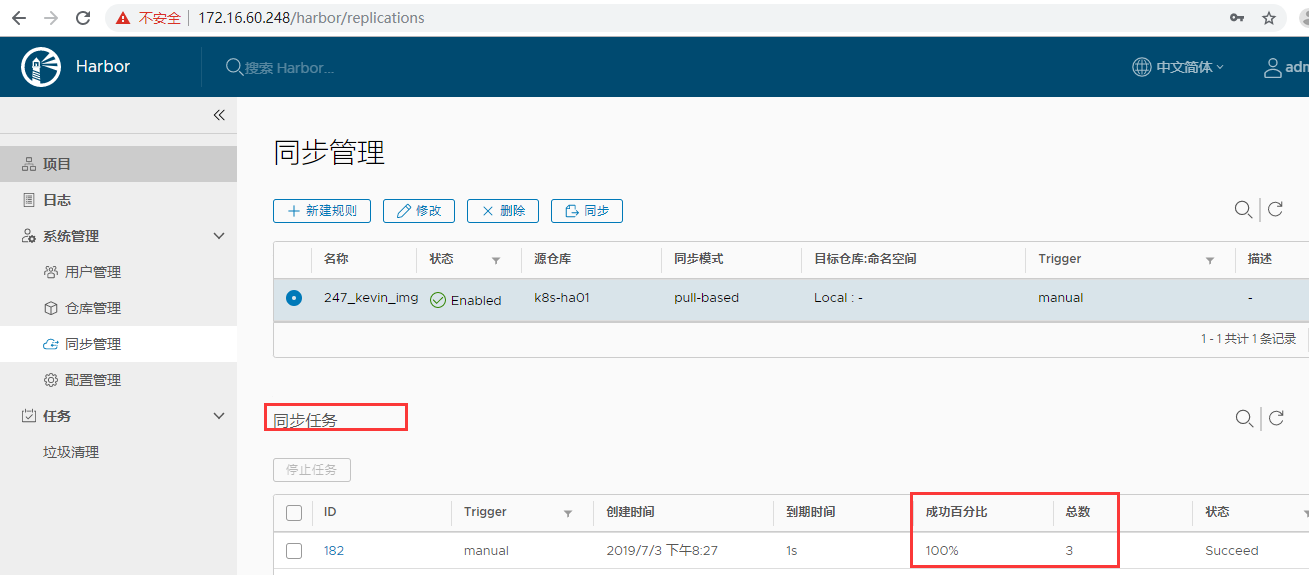 不安全 172.16.60.248/harbor/replications
Harbor 搜索 Harbor... 中文简体
项目
日志
系统管理
用户管理
仓库管理
同步管理
配置管理
任务
垃圾清理
同步管理
新建规则 修改 删除 同步
名称 状态 源仓库 同步模式 目标仓库:命名空间 Trigger 描述
247_kevin_img Enabled k8s-ha01 pull-based Local : - manual -
1 - 1 共计 1 条记录
同步任务
停止任务
ID Trigger 创建时间 到期时间 成功百分比 总数 状态
182 manual 2019/7/3 下午8:27 1s 100% 3 Succeed